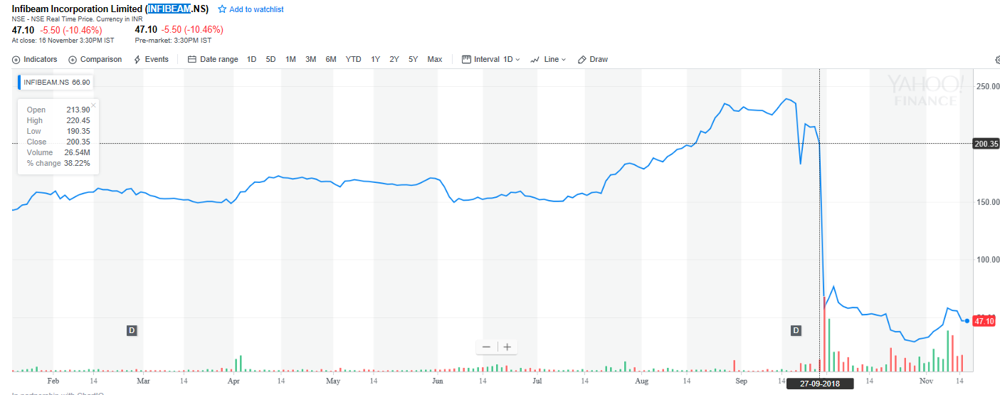 Infibeam Incorporation Limited (INFIBEAM.NS) Add to watchlist
NSE - NSE Real Time Price. Currency in INR
47.10 -5.50 (-10.46%) 47.10 -5.50 (-10.46%)
At close: 16 November 3:30PM IST Pre-market: 3:30PM IST
Indicators Comparison Events Date range 1D 5D 1M 3M 6M YTD 1Y 2Y 5Y Max Interval 1D Line Draw
INFIBEAM.NS 66.90
YAHOO!
FINANCE
250.00
Open 213.90
High 220.45
Low 190.35
Close 200.35
Volume 26.54M
% change 38.22%
200.35
150.00
100.00
47.10
D D
Feb 14 Mar 14 Apr 14 May 14 Jun 14 Jul 14 Aug 14 Sep 14 14 Nov 14
27-09-2018
In partnership with ChartIQ